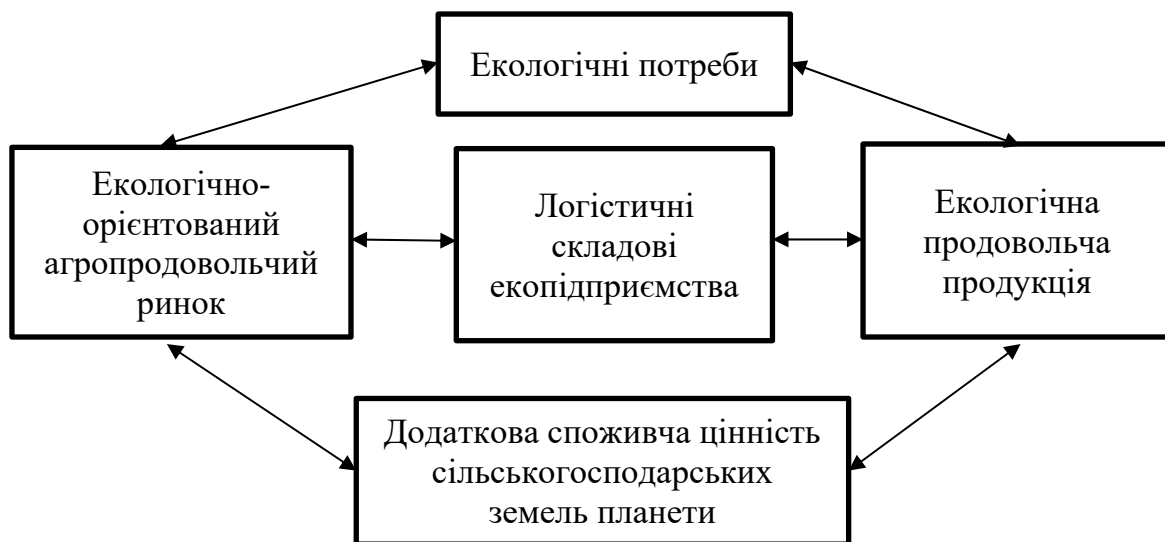 Екологічні потреби
Екологічно-
орієнтований
агропродовольчий
ринок
Логістичні
складові
екопідприємства
Екологічна
продовольча
продукція
Додаткова споживча цінність
сільськогосподарських
земель планети